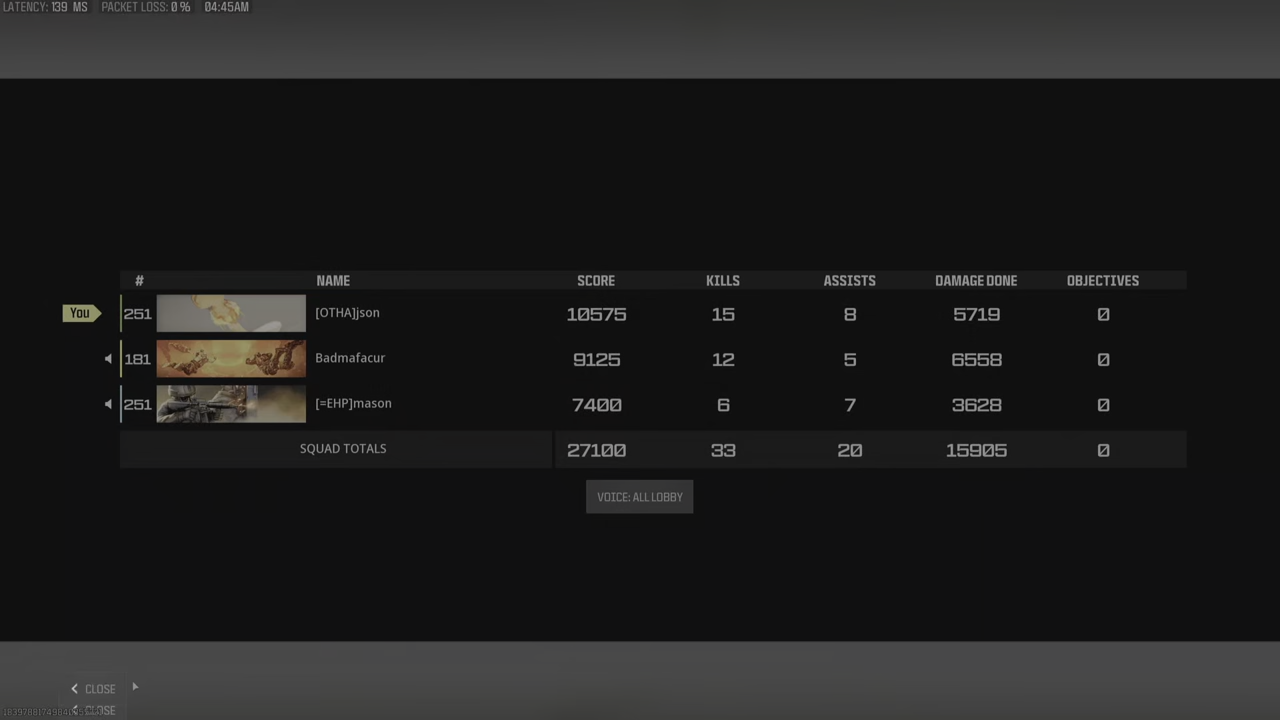 LATENCY: 139 MS PACKET LOSS: 0 % 04:45AM
# NAME SCORE KILLS ASSISTS DAMAGE DONE OBJECTIVES
You 251 [OTHA]json 10575 15 8 5719 0
181 Badmafacur 9125 12 5 6558 0
251 [=EHP]mason 7400 6 7 3628 0
SQUAD TOTALS 27100 33 20 15905 0
VOICE: ALL LOBBY
CLOSE
CLOSE